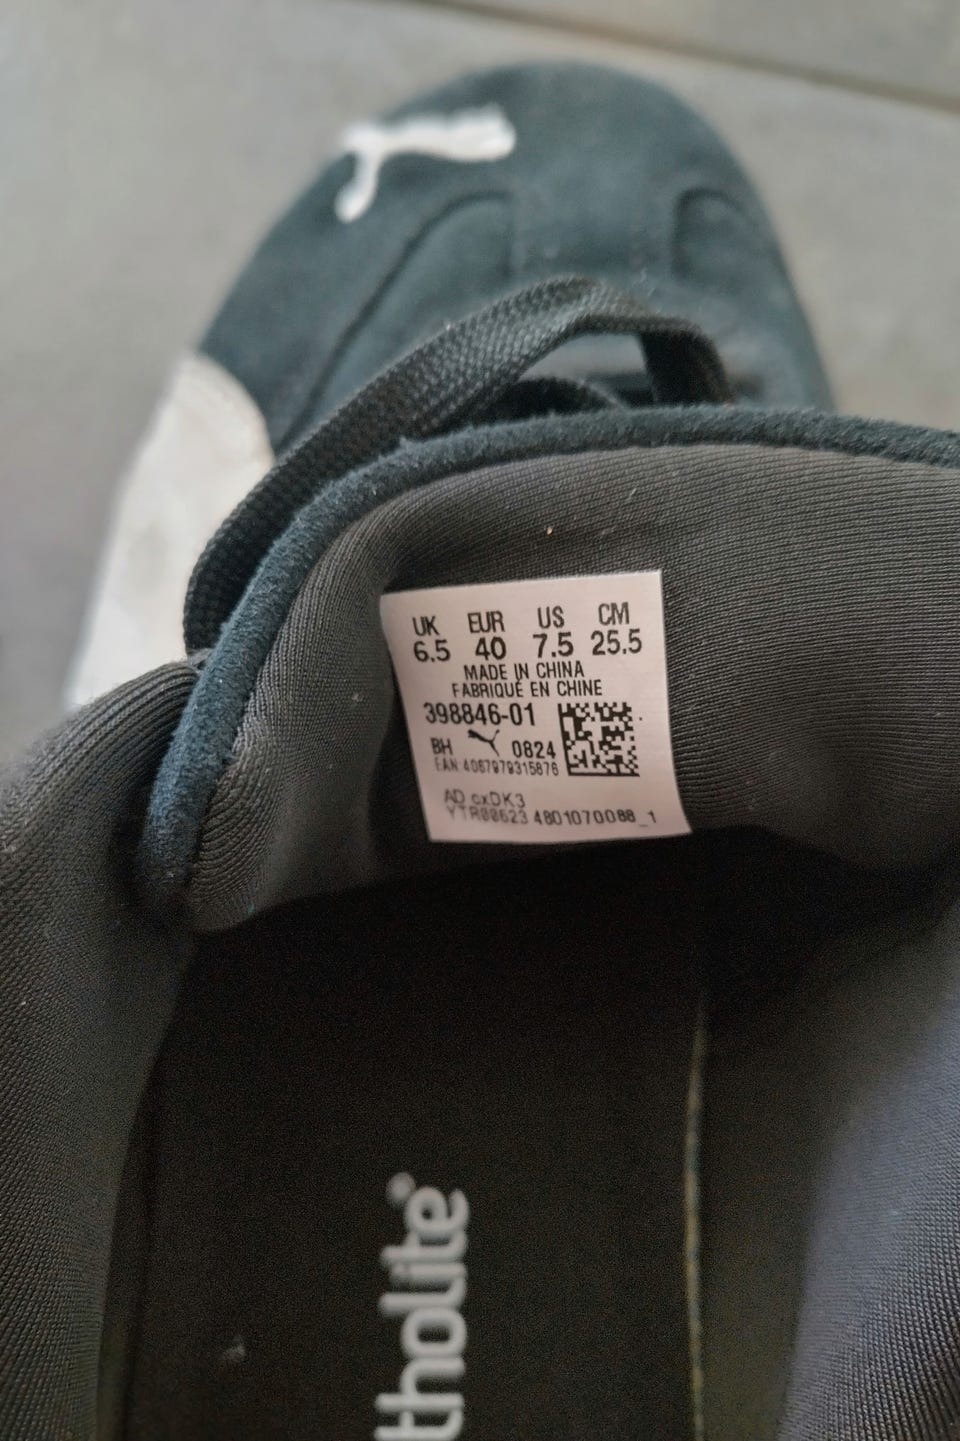 UK EUR US CM
6.5 40 7.5 25.5
MADE IN CHINA
FABRIQUÉ EN CHINE
398846-01
BH 0824
EAN 4067979315876
AD cxDK3
YTR00623 4801070088_1
tholite